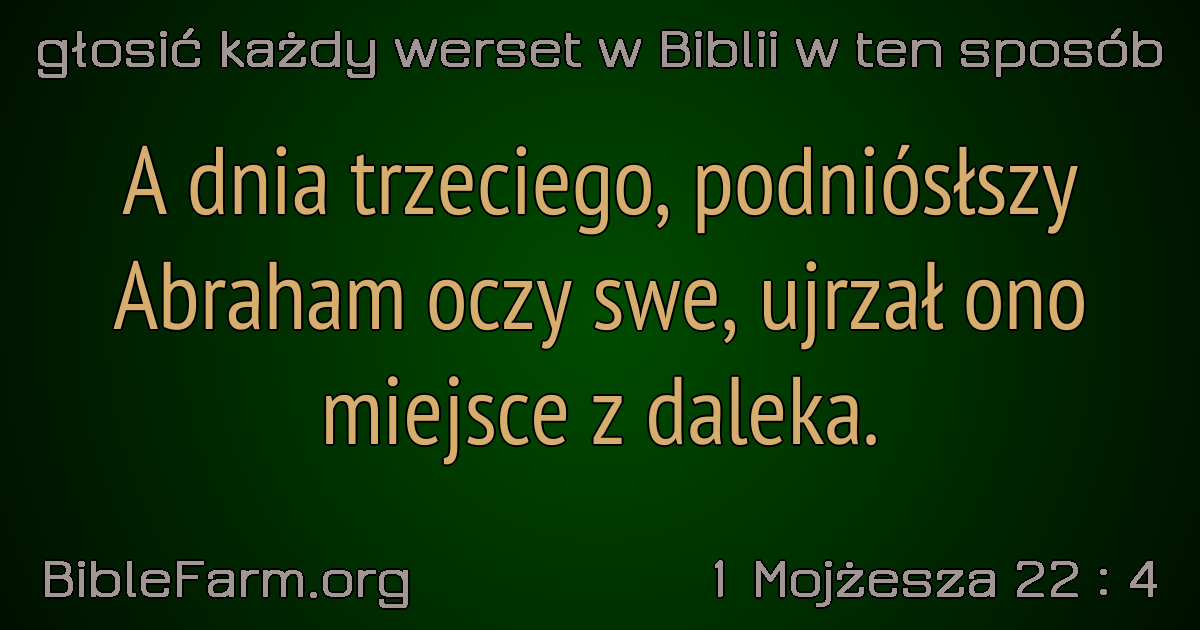 głosić każdy werset w Biblii w ten sposób
A dnia trzeciego, podniósłszy
Abraham oczy swe, ujrzał ono
miejsce z daleka.
BibleFarm.org
1 Mojżesza 22 : 4